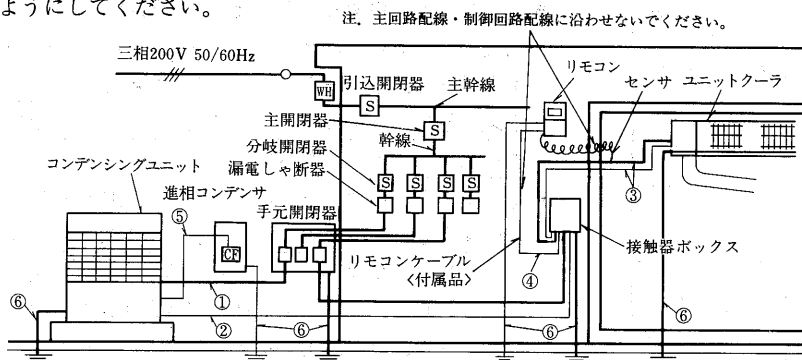 ようにしてください。
注. 主回路配線・制御回路配線に沿わせないでください。
三相200V 50/60Hz
WH
引込開閉器
S
主幹線
リモコン
センサ
ユニットクーラ
主開閉器
S
幹線
分岐開閉器
S
S
S
S
漏電しゃ断器
コンデンシングユニット
進相コンデンサ
手元開閉器
⑤
CF
③
接触器ボックス
リモコンケーブル
〈付属品〉
④
①
②
⑥
⑥
⑥
⑥